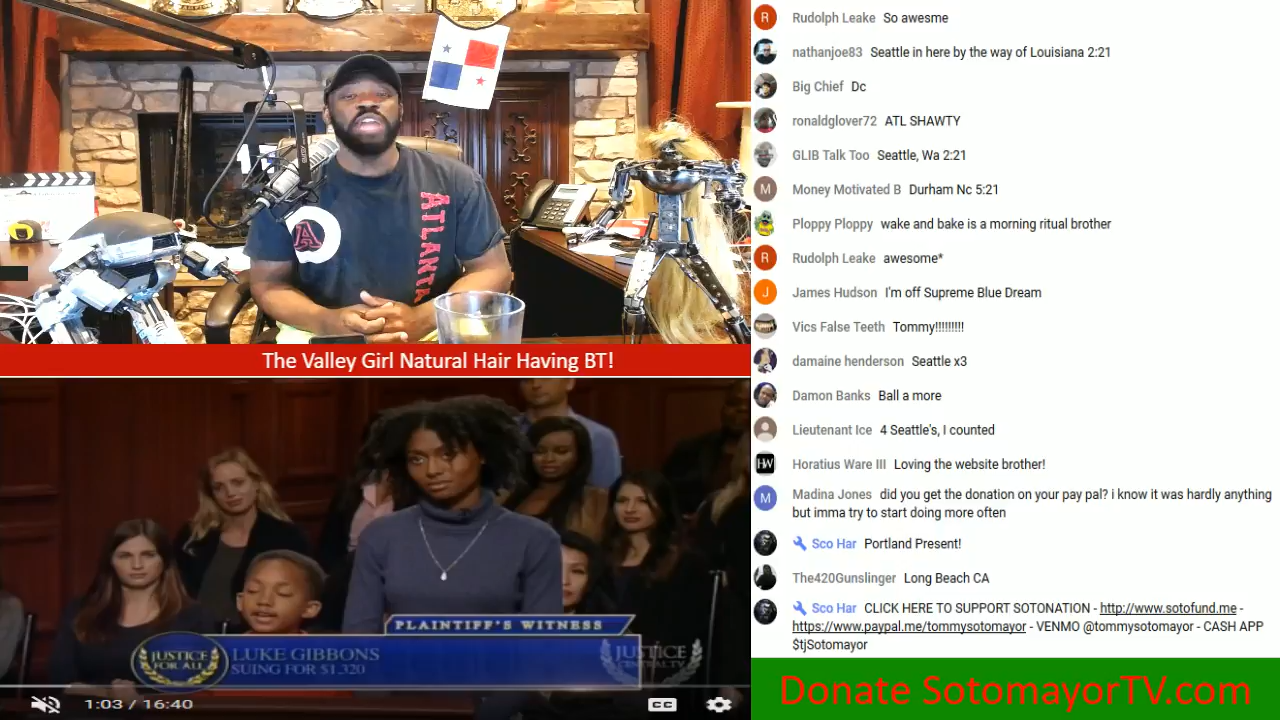 ATLANTA
A
The Valley Girl Natural Hair Having BT!
PLAINTIFF'S WITNESS
JUSTICE
FOR ALL
LUKE GIBBONS
SUING FOR $1,320
JUSTICE
CENTRAL.TV
1:03 / 16:40
CC
R Rudolph Leake So awesme
nathanjoe83 Seattle in here by the way of Louisiana 2:21
Big Chief Dc
ronaldglover72 ATL SHAWTY
GLIB Talk Too Seattle, Wa 2:21
M Money Motivated B Durham Nc 5:21
Ploppy Ploppy wake and bake is a morning ritual brother
R Rudolph Leake awesome*
J James Hudson I'm off Supreme Blue Dream
Vics False Teeth Tommy!!!!!!!!!
damaine henderson Seattle x3
Damon Banks Ball a more
Lieutenant Ice 4 Seattle's, I counted
HW Horatius Ware III Loving the website brother!
M Madina Jones did you get the donation on your pay pal? i know it was hardly anything
but imma try to start doing more often
Sco Har Portland Present!
The420Gunslinger Long Beach CA
Sco Har CLICK HERE TO SUPPORT SOTONATION - http://www.sotofund.me -
https://www.paypal.me/tommysotomayor - VENMO @tommysotomayor - CASH APP
$tjSotomayor
Donate SotomayorTV.com